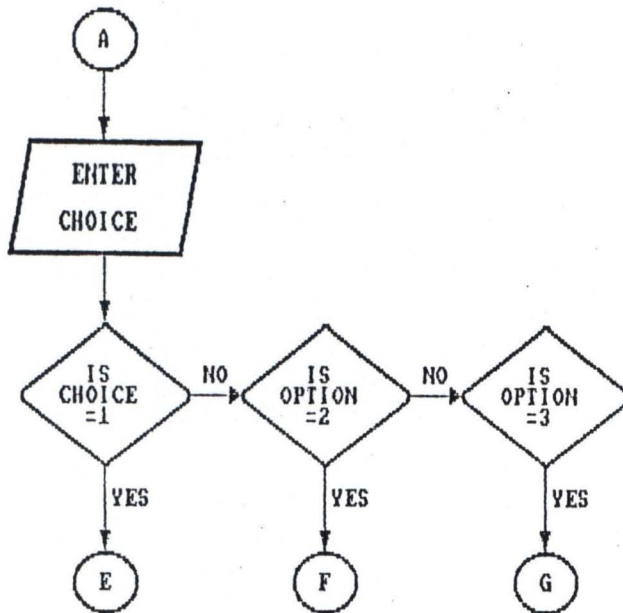 A
ENTER
CHOICE
IS
CHOICE
=1
NO
IS
OPTION
=2
NO
IS
OPTION
=3
YES
YES
YES
E
F
G